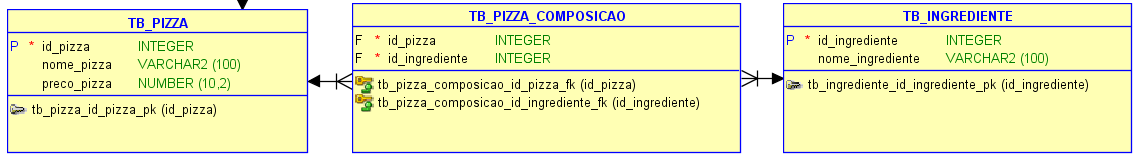 TB_PIZZA
P * id_pizza INTEGER
nome_pizza VARCHAR2 (100)
preco_pizza NUMBER (10,2)
tb_pizza_id_pizza_pk (id_pizza)
TB_PIZZA_COMPOSICAO
F * id_pizza INTEGER
F * id_ingrediente INTEGER
tb_pizza_composicao_id_pizza_fk (id_pizza)
tb_pizza_composicao_id_ingrediente_fk (id_ingrediente)
TB_INGREDIENTE
P * id_ingrediente INTEGER
nome_ingrediente VARCHAR2 (100)
tb_ingrediente_id_ingrediente_pk (id_ingrediente)